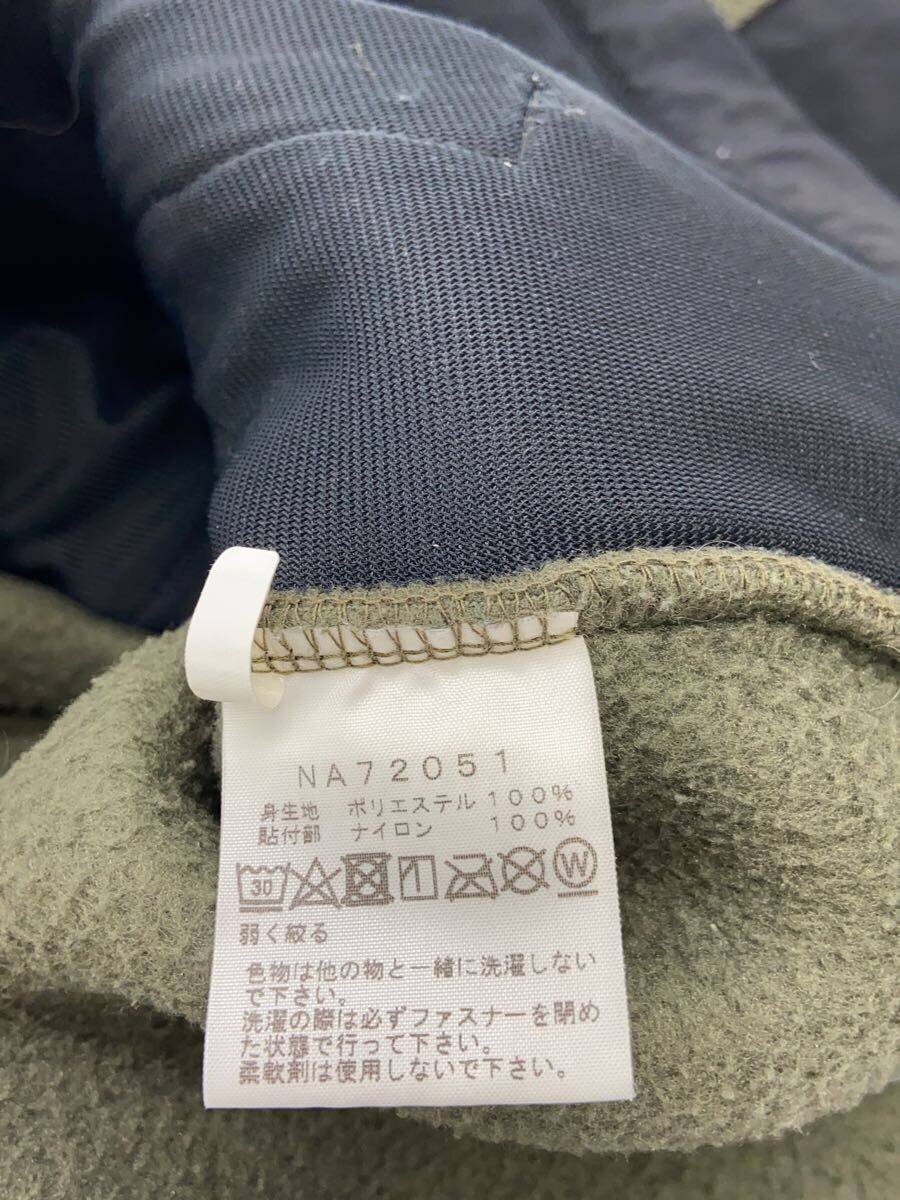 NA72051
身生地 ポリエステル 100%
貼付部 ナイロン 100%
30 W
弱く絞る
色物は他の物と一緒に洗濯しない
で下さい。
洗濯の際は必ずファスナーを閉め
た状態で行って下さい。
柔軟剤は使用しないで下さい。